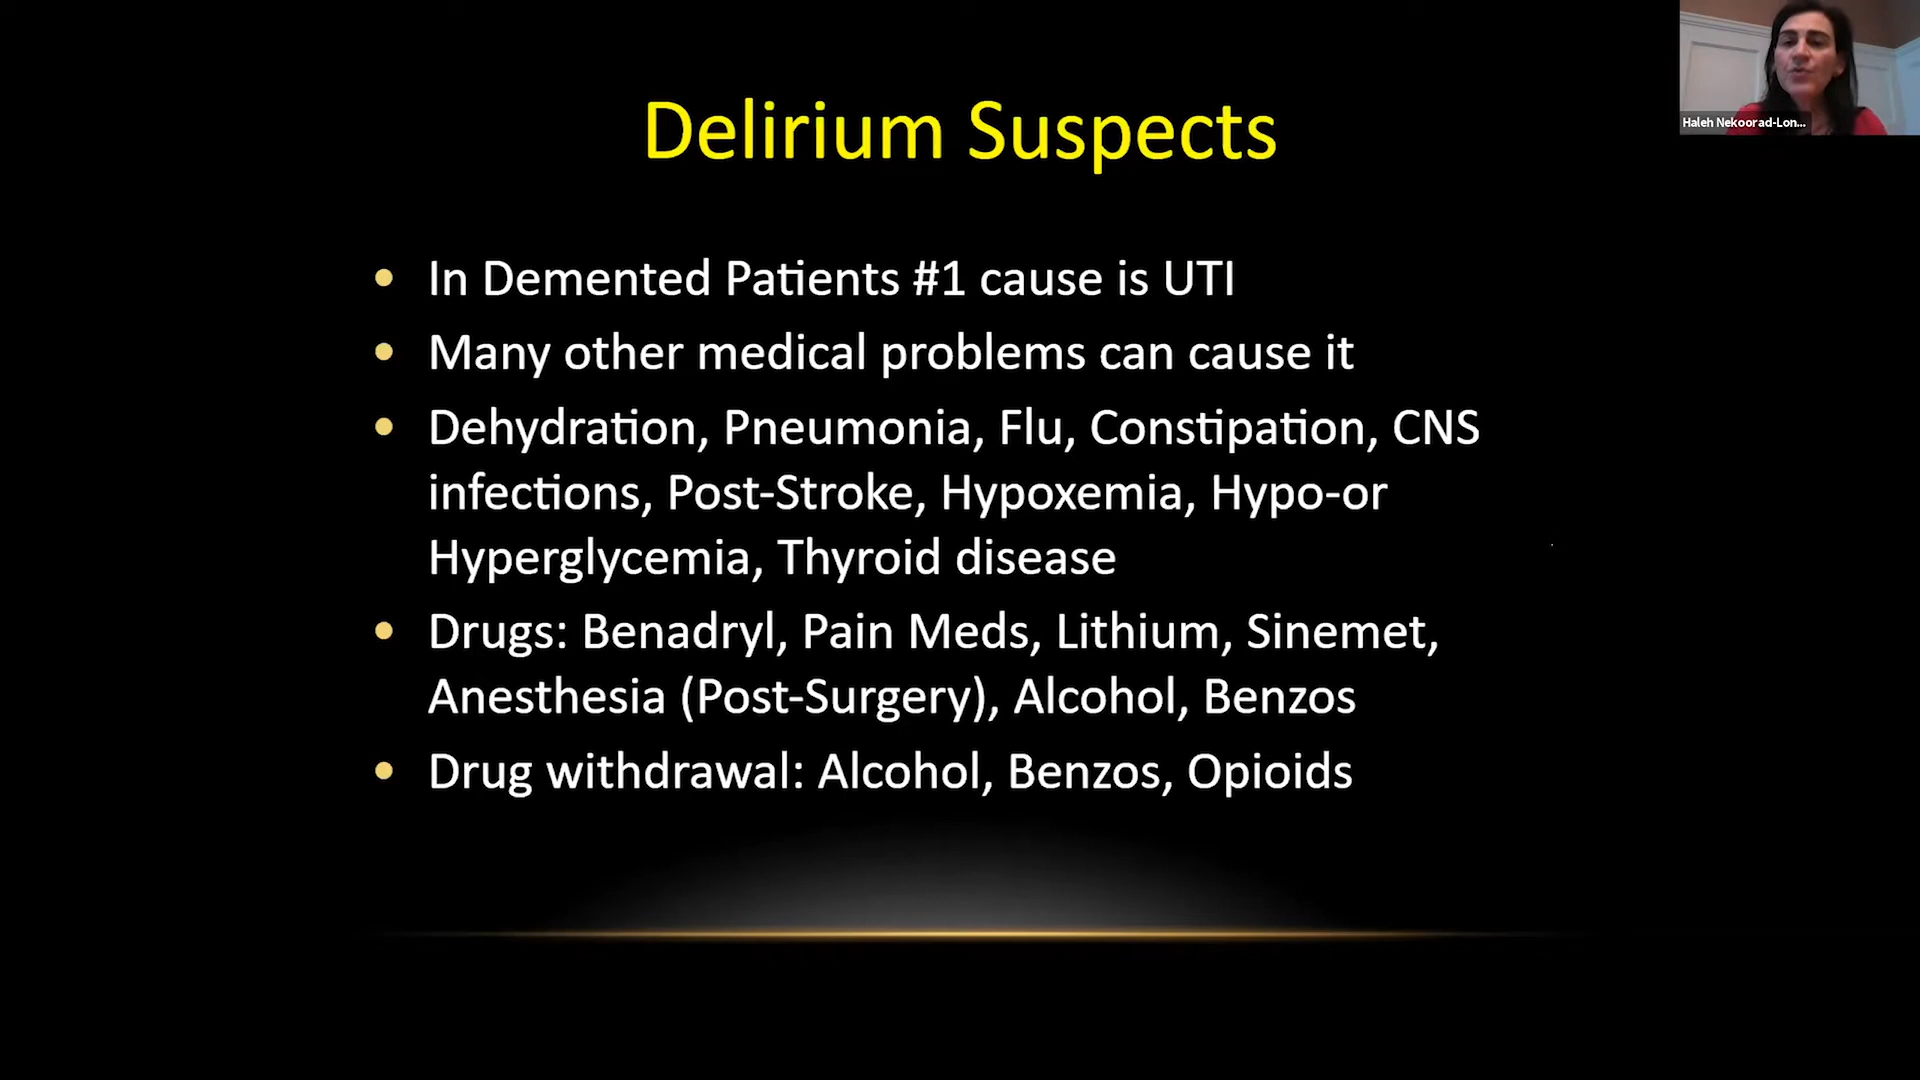 Haleh Nekoorad-Lon...
Delirium Suspects
• In Demented Patients #1 cause is UTI
• Many other medical problems can cause it
• Dehydration, Pneumonia, Flu, Constipation, CNS
infections, Post-Stroke, Hypoxemia, Hypo-or
Hyperglycemia, Thyroid disease
• Drugs: Benadryl, Pain Meds, Lithium, Sinemet,
Anesthesia (Post-Surgery), Alcohol, Benzos
• Drug withdrawal: Alcohol, Benzos, Opioids